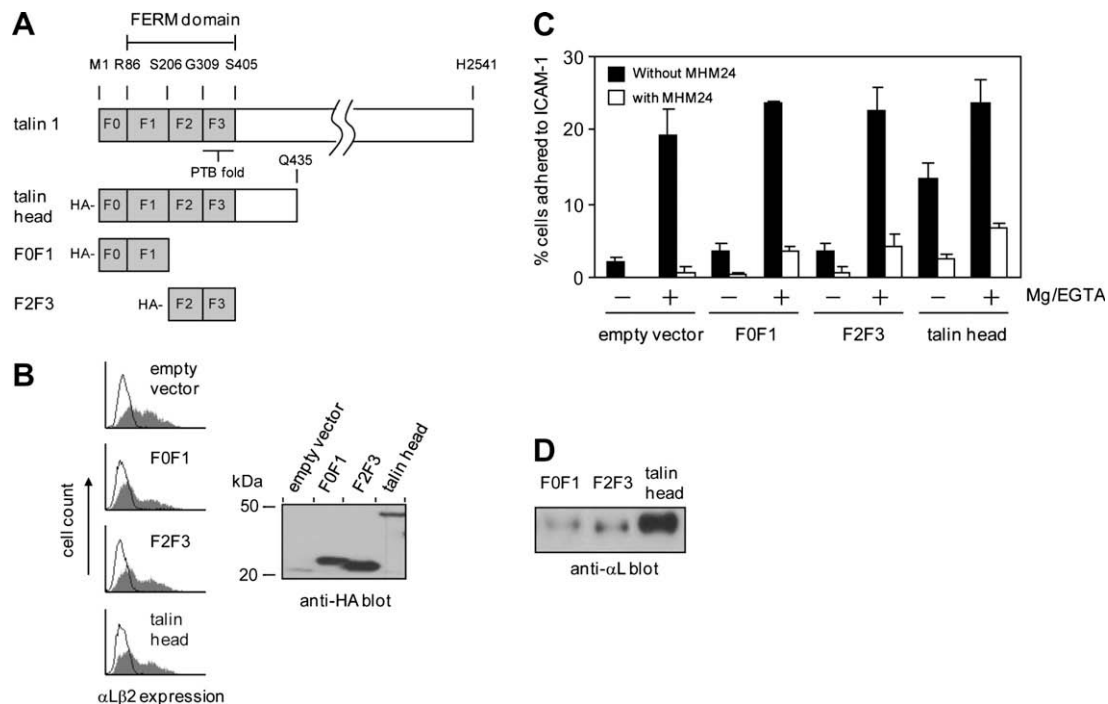 A
FERM domain
M1 R86 S206 G309 S405 H2541
talin 1 F0 F1 F2 F3
PTB fold
Q435
talin head HA- F0 F1 F2 F3
F0F1 HA- F0 F1
F2F3 HA- F2 F3
B
empty vector
F0F1
F2F3
talin head
cell count
αLβ2 expression
empty vector F0F1 F2F3 talin head
kDa
50
20
anti-HA blot
C
% cells adhered to ICAM-1
30
20
10
0
Without MHM24
with MHM24
− + − + − + − + Mg/EGTA
empty vector F0F1 F2F3 talin head
D
F0F1 F2F3 talin head
anti-αL blot